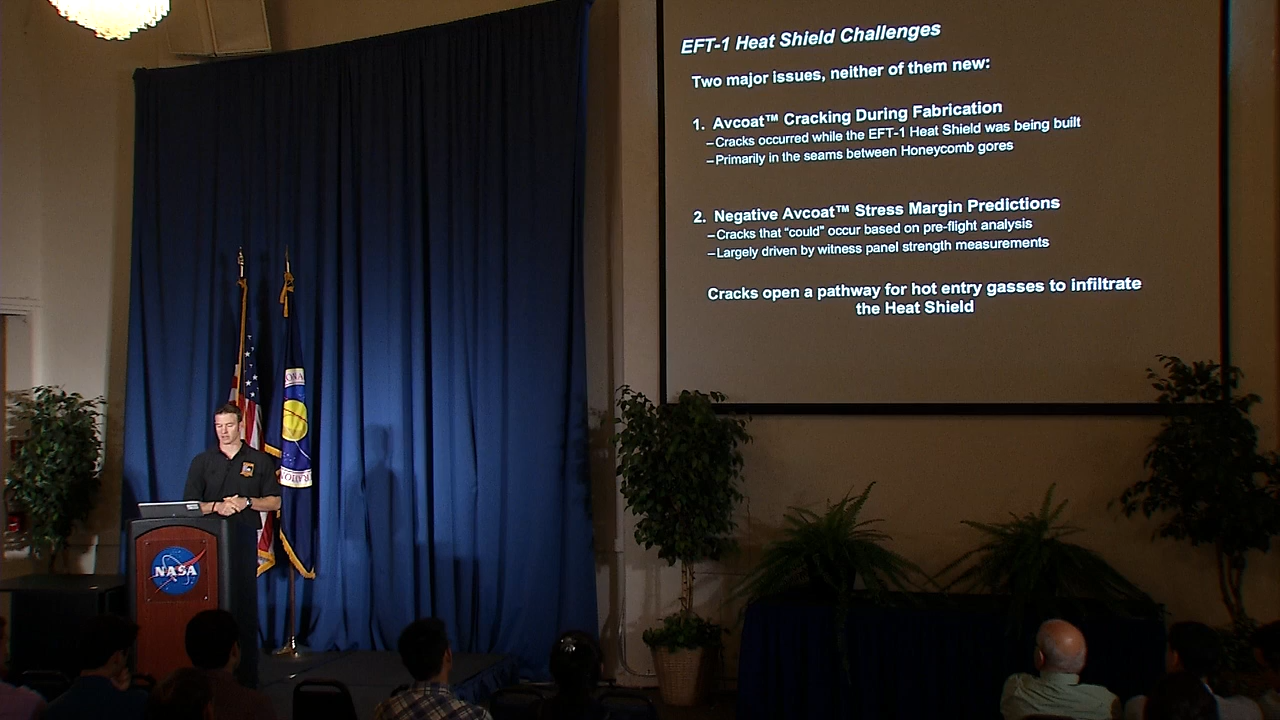 EFT-1 Heat Shield Challenges
Two major issues, neither of them new:
1. Avcoat™ Cracking During Fabrication
–Cracks occurred while the EFT-1 Heat Shield was being built
–Primarily in the seams between Honeycomb gores
2. Negative Avcoat™ Stress Margin Predictions
–Cracks that “could” occur based on pre-flight analysis
–Largely driven by witness panel strength measurements
Cracks open a pathway for hot entry gasses to infiltrate
the Heat Shield
NASA